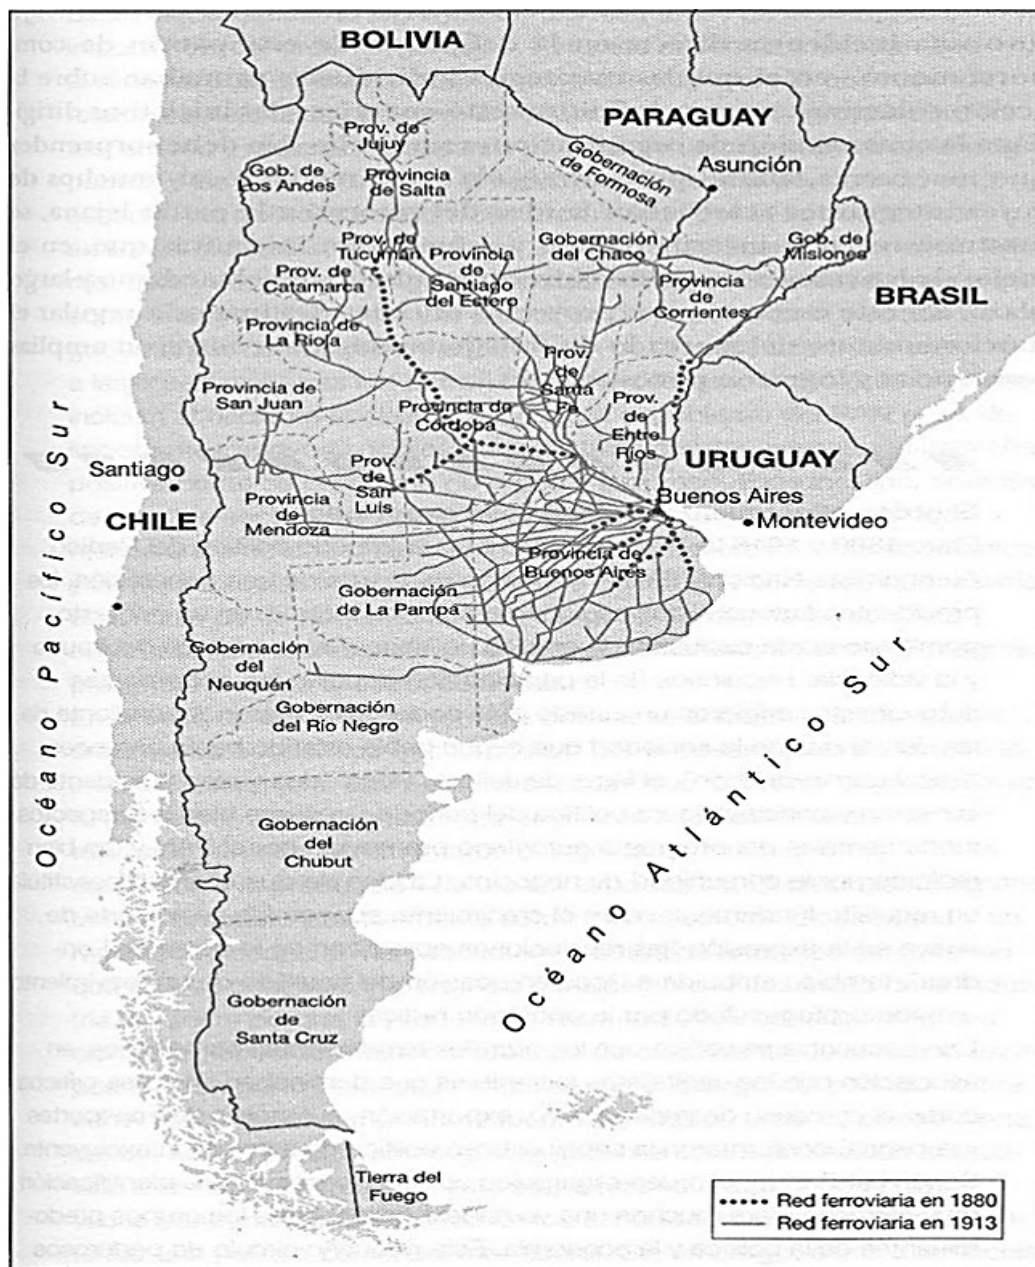 BOLIVIA
PARAGUAY
Prov. de
Jujuy
Gobernación
de Formosa
Asunción
Gob. de
Los Andes
Provincia
de Salta
Prov. de
Tucumán
Provincia
de
Santiago
del Estero
Gobernación
del Chaco
Gob. de
Misiones
Prov. de
Catamarca
Provincia
de
Corrientes
BRASIL
Provincia de
La Rioja
Prov.
de
Santa
Fe
Provincia de
San Juan
Provincia de
Córdoba
Prov.
de
Entre
Ríos
Océano Pacífico Sur
Santiago
Prov.
de San
Luis
URUGUAY
Buenos Aires
CHILE
Provincia
de
Mendoza
Montevideo
Provincia de
Buenos Aires
Gobernación
de La Pampa
Gobernación
del
Neuquén
Gobernación
del Río Negro
Océano Atlántico Sur
Gobernación
del
Chubut
Gobernación
de
Santa Cruz
Tierra del
Fuego
Red ferroviaria en 1880
Red ferroviaria en 1913